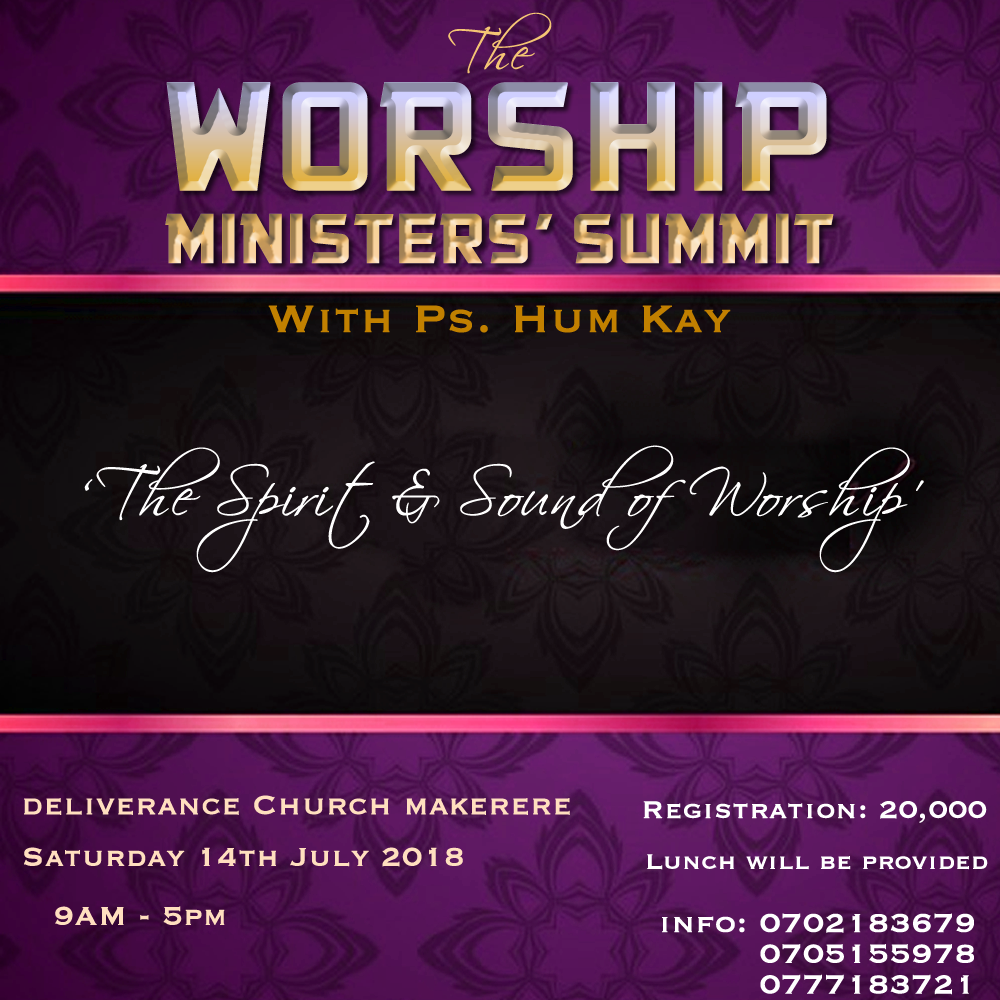 The
WORSHIP
MINISTERS' SUMMIT
With Ps. Hum Kay
'The Spirit & Sound of Worship'
DELIVERANCE CHURCH MAKERERE
SATURDAY 14TH JULY 2018
9AM - 5PM
REGISTRATION: 20,000
LUNCH WILL BE PROVIDED
INFO: 0702183679
0705155978
0777183721